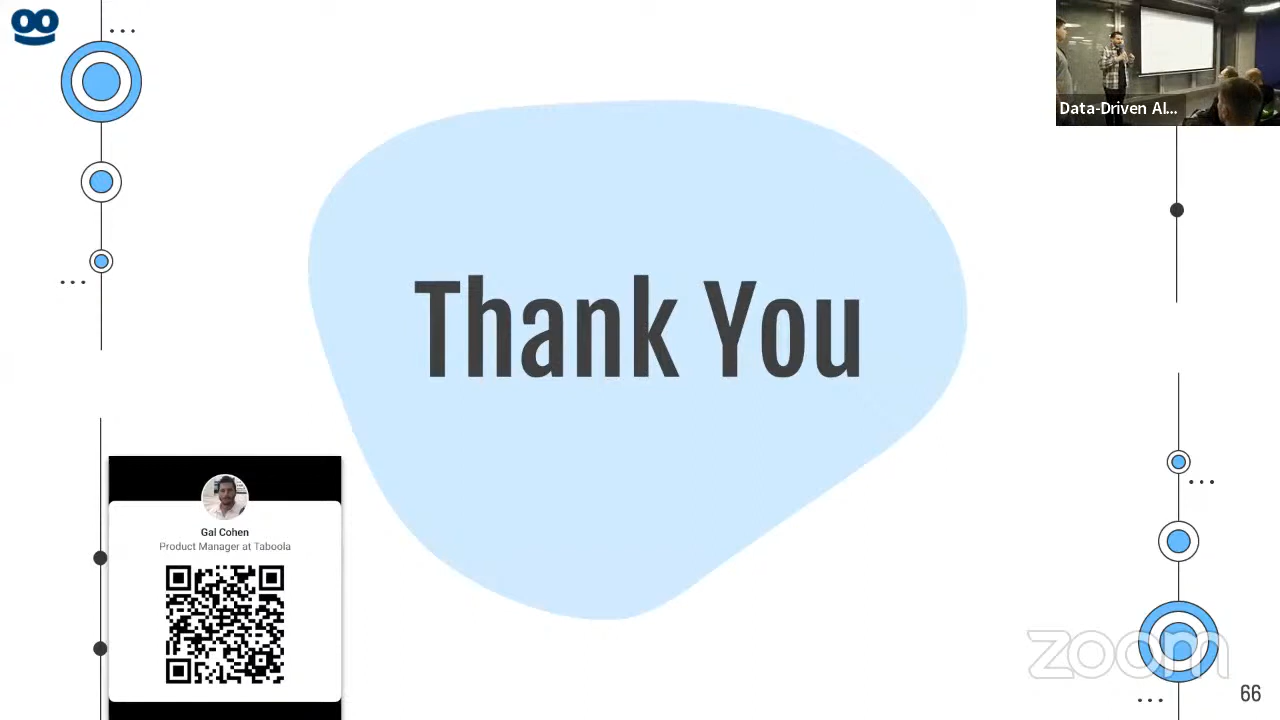 Data-Driven AI...
Thank You
Gal Cohen
Product Manager at Taboola
zoom
66